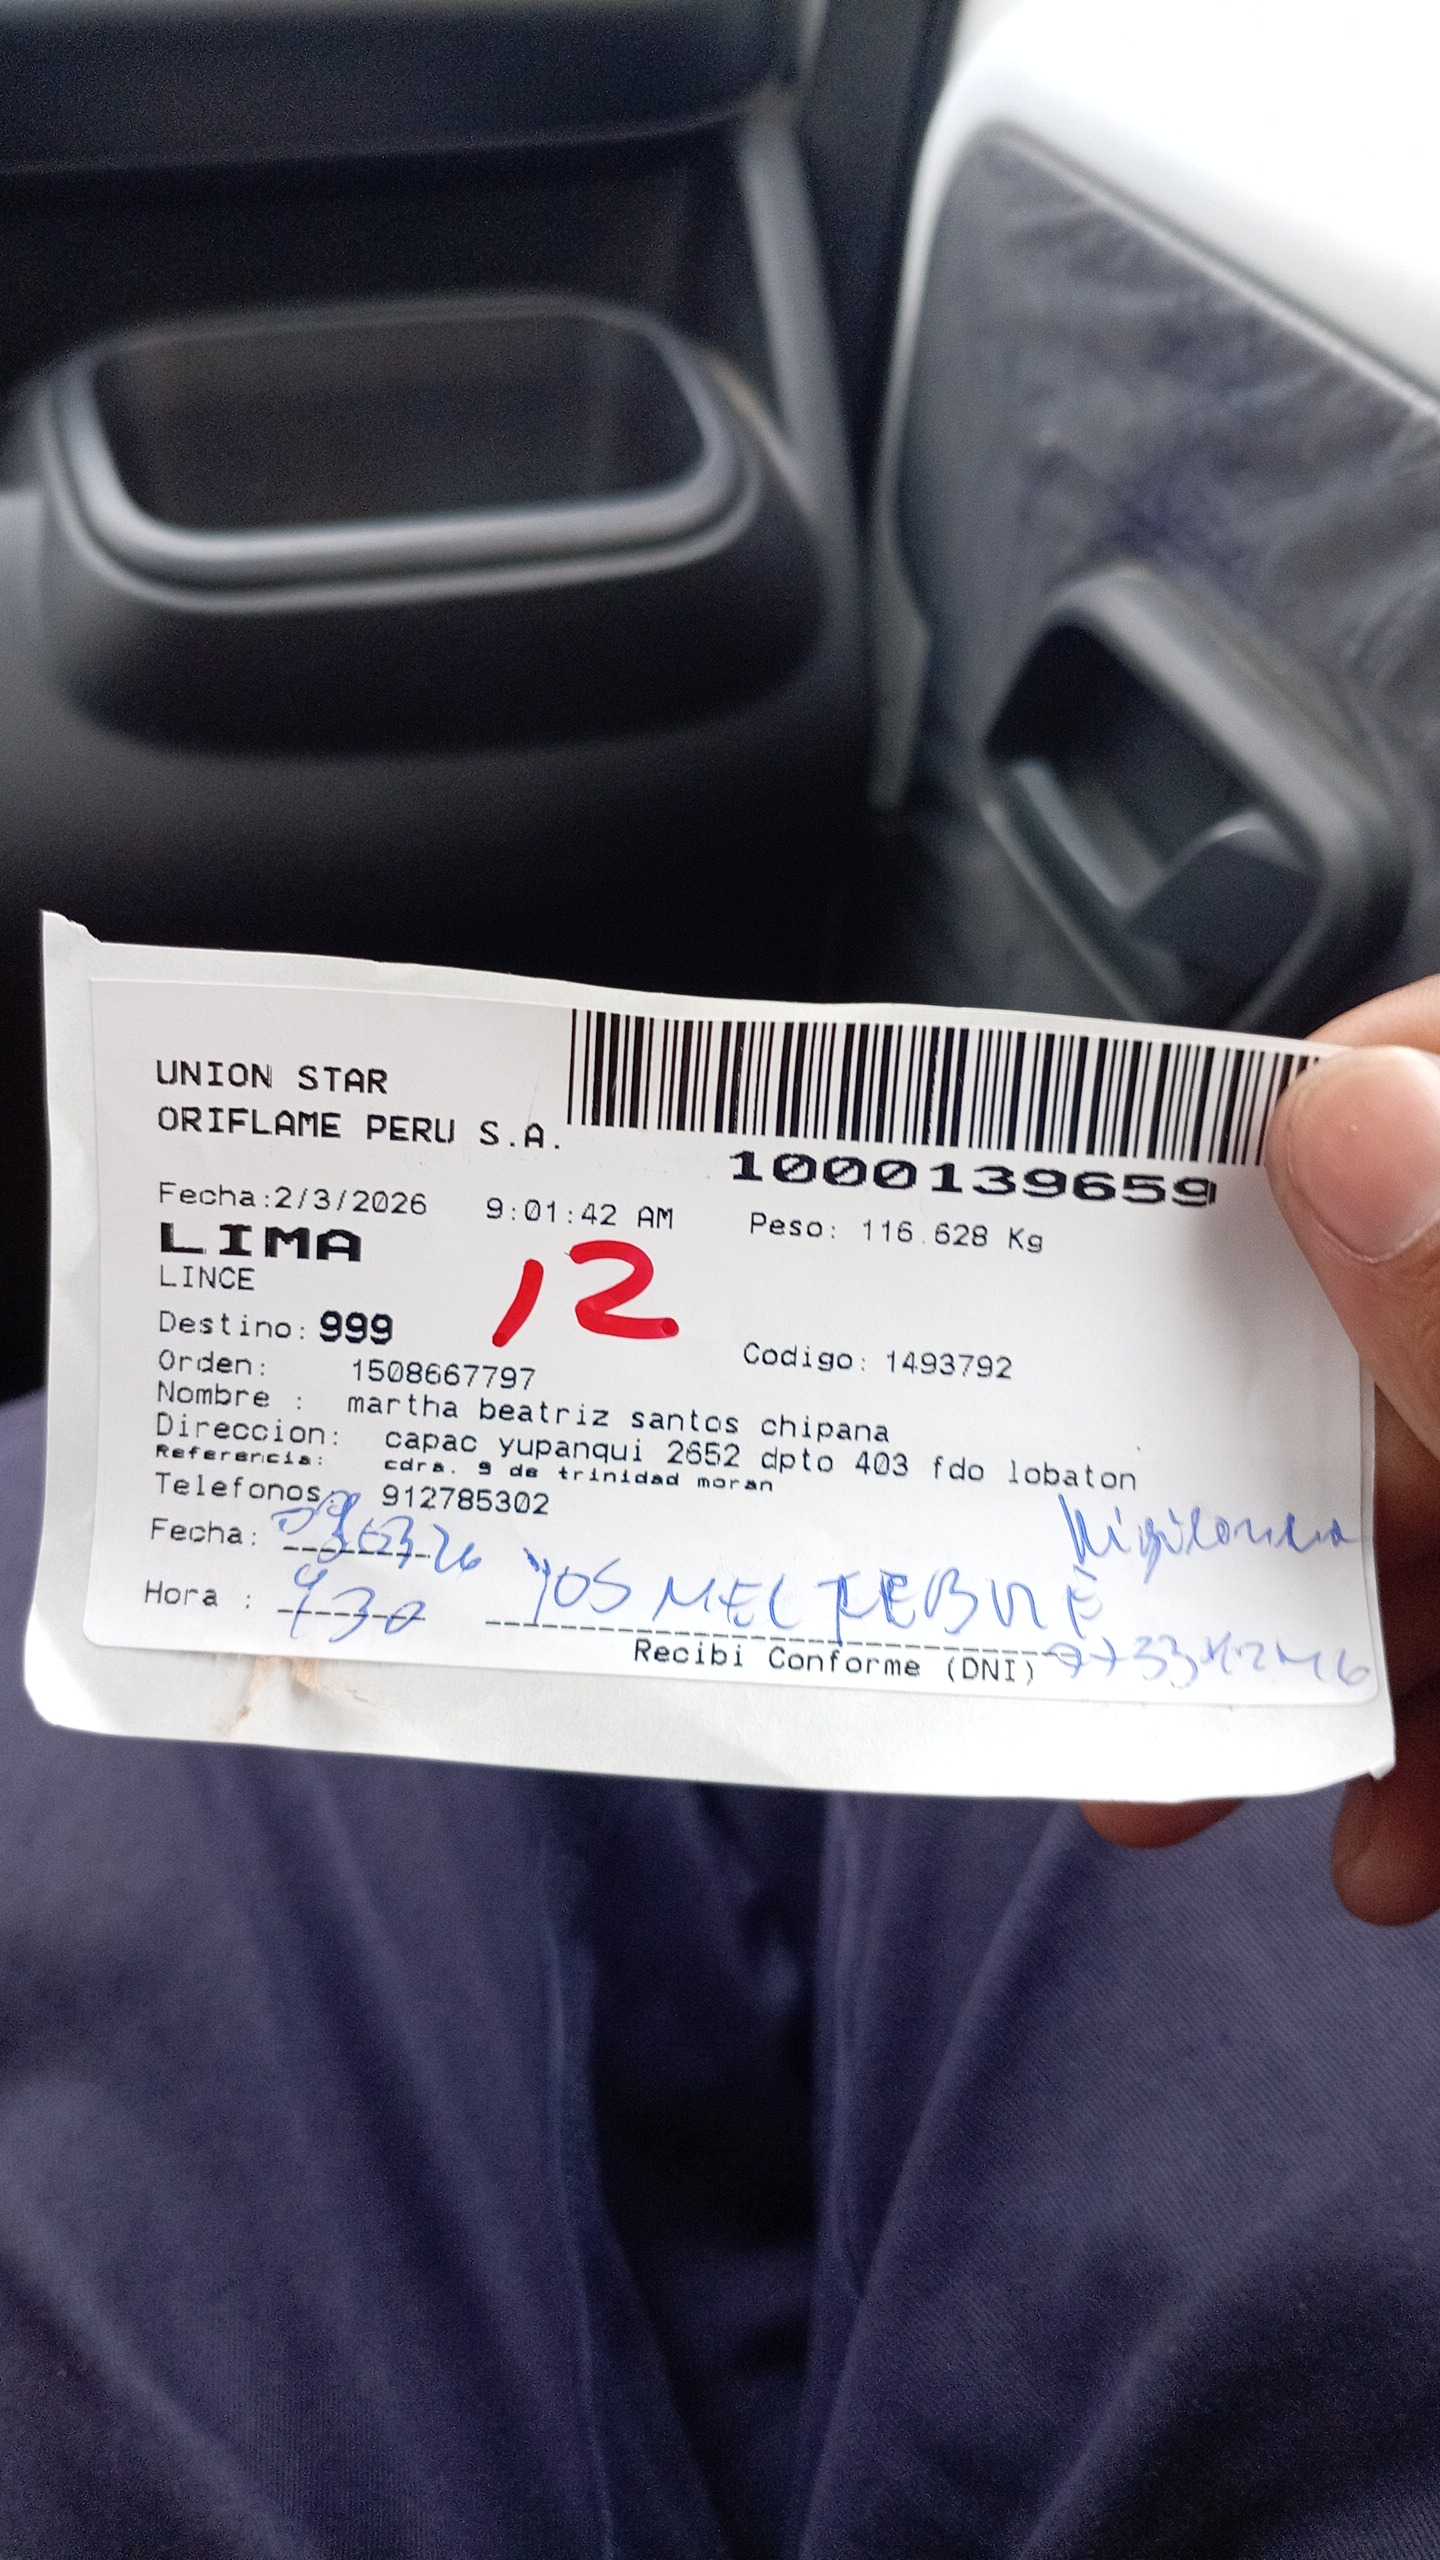 UNION STAR
ORIFLAME PERU S.A.
1000139659
Fecha:2/3/2026 9:01:42 AM Peso: 116.628 Kg
LIMA
12
LINCE
Destino: 999
Codigo: 1493792
Orden: 1508667797
Nombre : martha beatriz santos chipana
Direccion: capac yupanqui 2652 dpto 403 fdo lobaton
Referencia: cdra. 9 de trinidad moran
Telefonos: 912785302
Fecha:
Hora : 930 YOSMEL
Recibi Conforme (DNI)